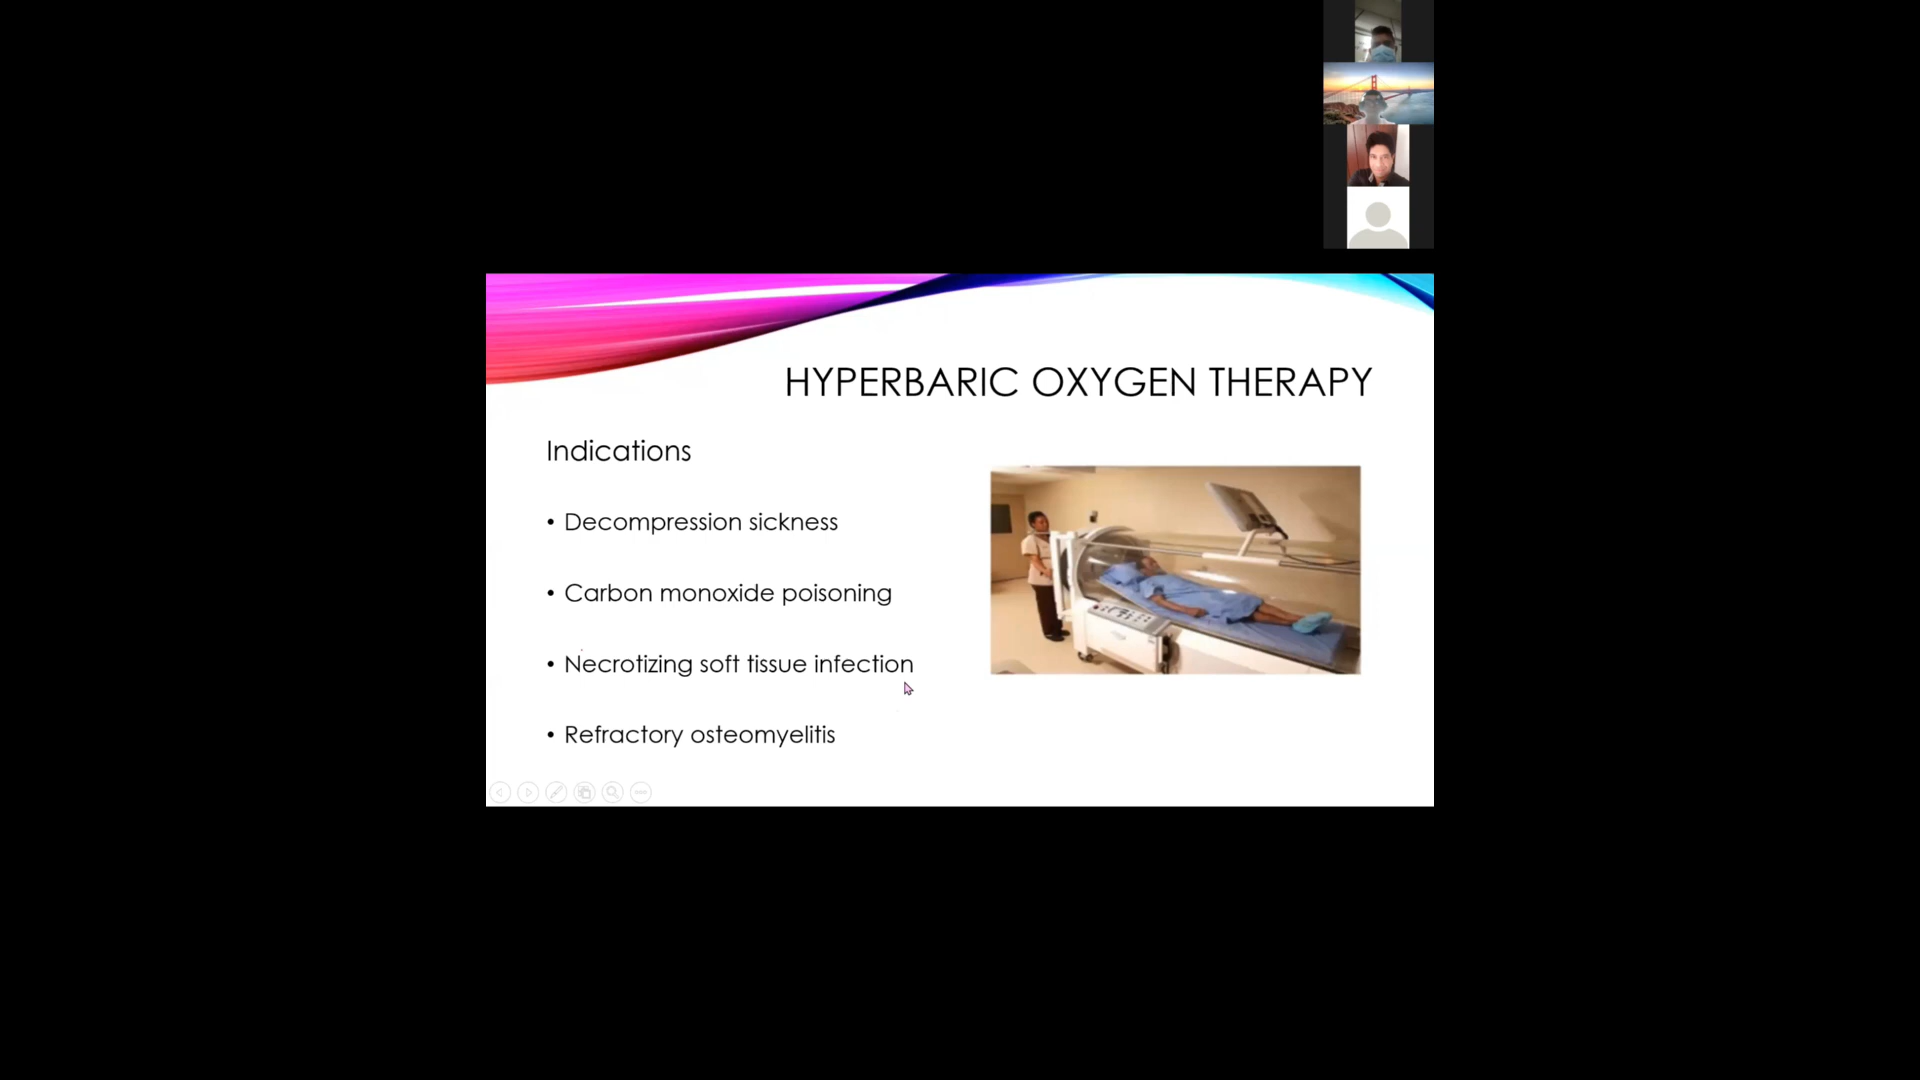 HYPERBARIC OXYGEN THERAPY
Indications
• Decompression sickness
• Carbon monoxide poisoning
• Necrotizing soft tissue infection
• Refractory osteomyelitis